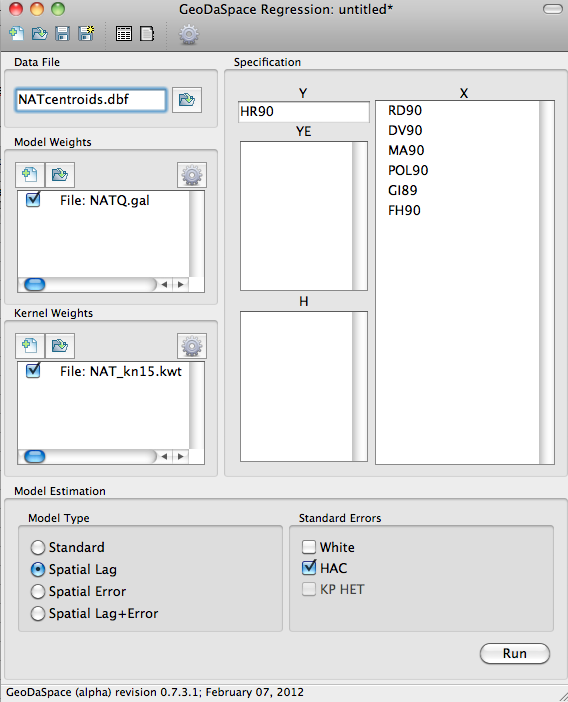 GeoDaSpace Regression: untitled*
Data File
NATcentroids.dbf
Model Weights
File: NATQ.gal
Kernel Weights
File: NAT_kn15.kwt
Specification
Y
HR90
YE
H
X
RD90
DV90
MA90
POL90
GI89
FH90
Model Estimation
Model Type
Standard
Spatial Lag
Spatial Error
Spatial Lag+Error
Standard Errors
White
HAC
KP HET
Run
GeoDaSpace (alpha) revision 0.7.3.1; February 07, 2012